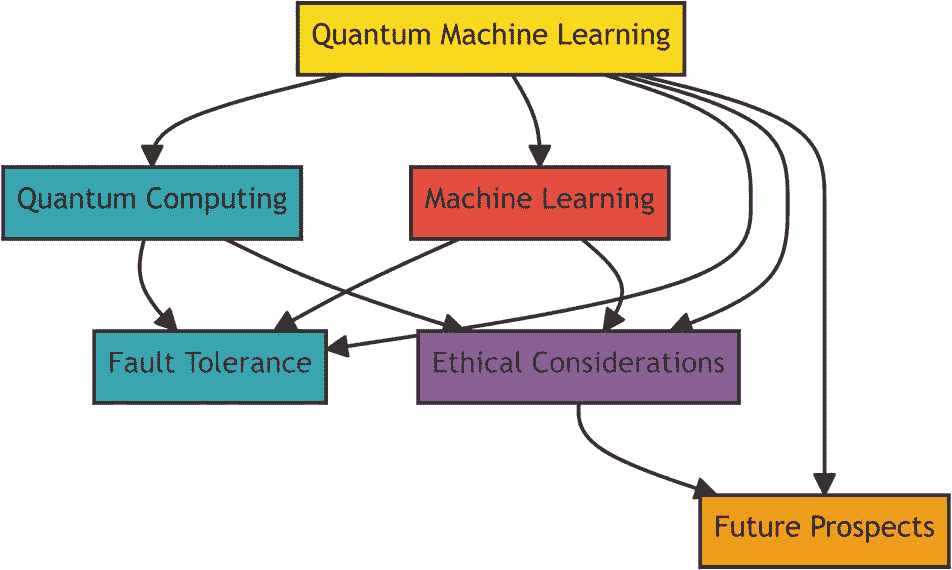 Quantum Machine Learning
Quantum Computing
Machine Learning
Fault Tolerance
Ethical Considerations
Future Prospects